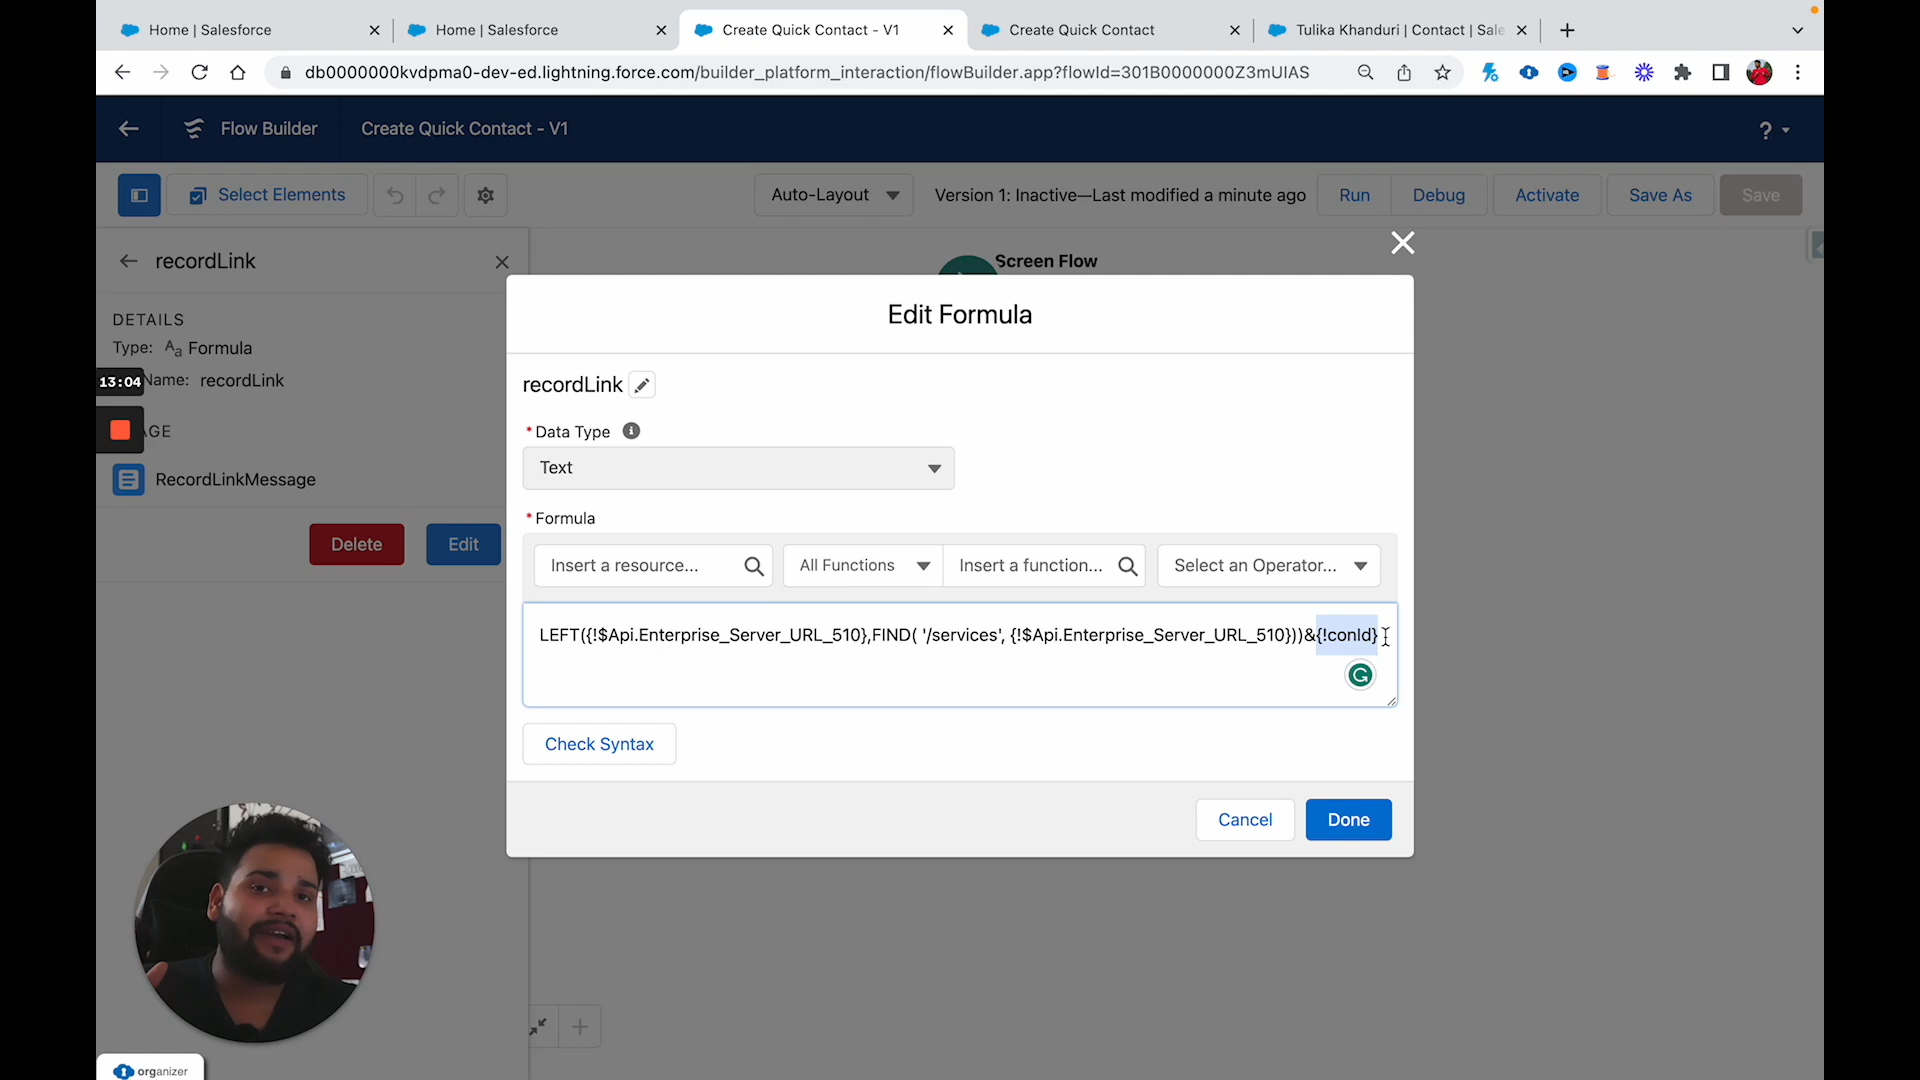 Home | Salesforce
Home | Salesforce
Create Quick Contact - V1
Create Quick Contact
Tulika Khanduri | Contact | Sale
db0000000kvdpma0-dev-ed.lightning.force.com/builder_platform_interaction/flowBuilder.app?flowId=301B0000000Z3mUIAS
Flow Builder
Create Quick Contact - V1
?
Select Elements
Auto-Layout
Version 1: Inactive—Last modified a minute ago
Run
Debug
Activate
Save As
Save
recordLink
Screen Flow
DETAILS
Type: Aa Formula
13:04
Name: recordLink
AGE
RecordLinkMessage
Delete
Edit
Edit Formula
recordLink
*Data Type
Text
*Formula
Insert a resource...
All Functions
Insert a function...
Select an Operator...
LEFT({!$Api.Enterprise_Server_URL_510},FIND( '/services', {!$Api.Enterprise_Server_URL_510}))&{!conId}
Check Syntax
Cancel
Done
organizer